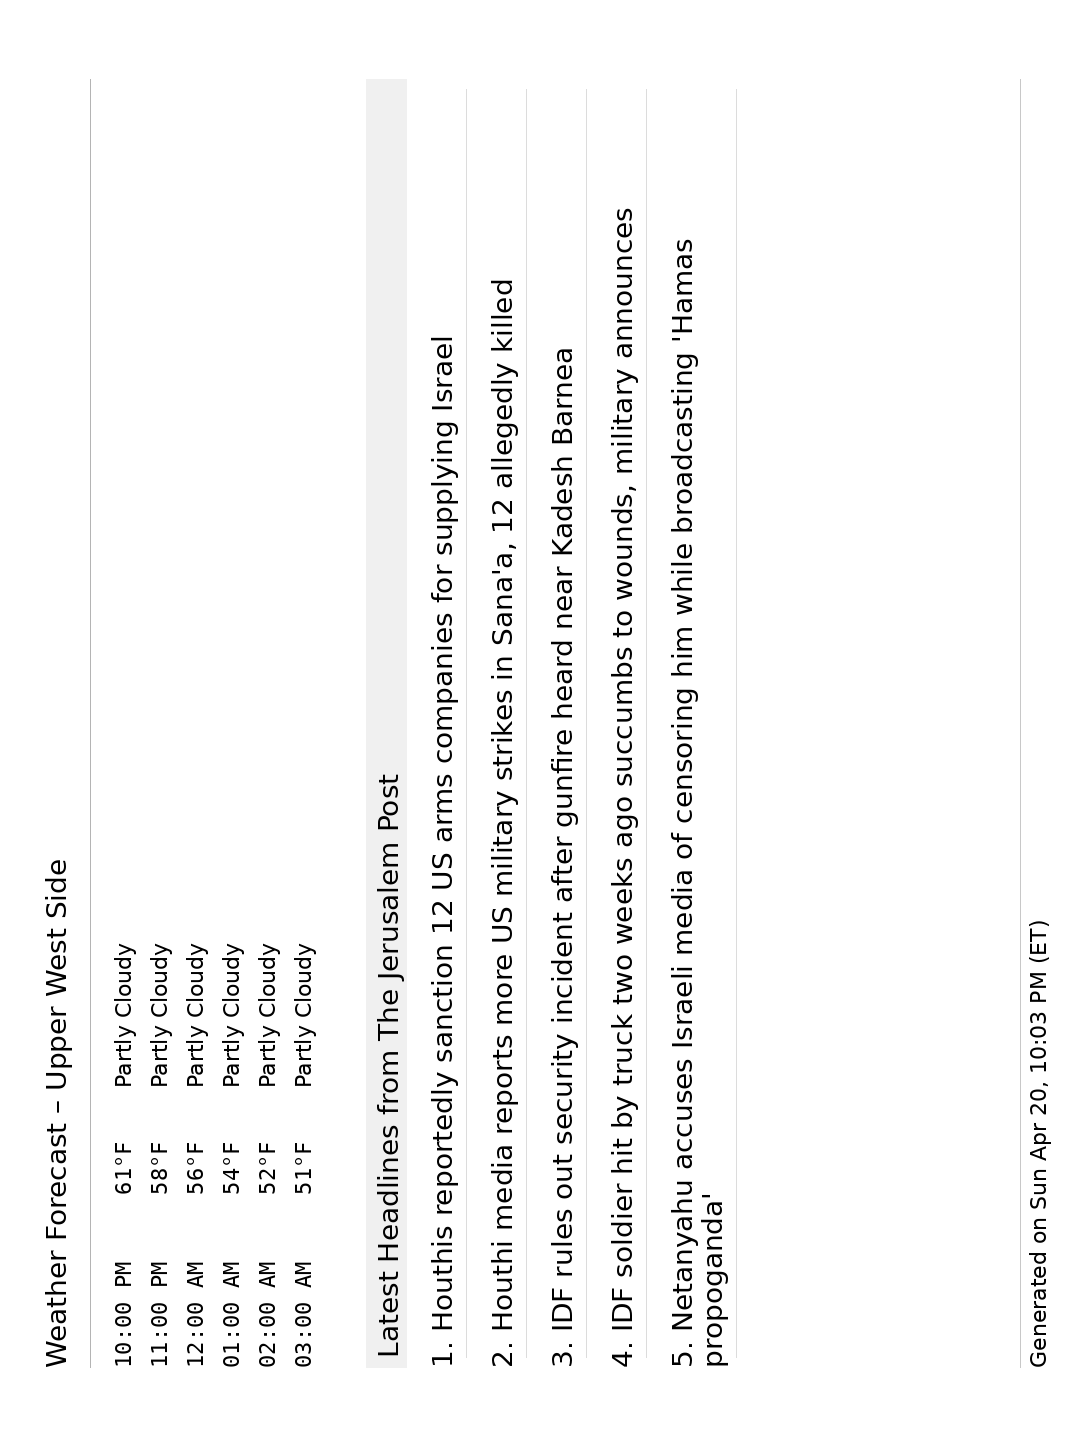 Weather Forecast – Upper West Side
10:00 PM 61°F Partly Cloudy
11:00 PM 58°F Partly Cloudy
12:00 AM 56°F Partly Cloudy
01:00 AM 54°F Partly Cloudy
02:00 AM 52°F Partly Cloudy
03:00 AM 51°F Partly Cloudy
Latest Headlines from The Jerusalem Post
1. Houthis reportedly sanction 12 US arms companies for supplying Israel
2. Houthi media reports more US military strikes in Sana'a, 12 allegedly killed
3. IDF rules out security incident after gunfire heard near Kadesh Barnea
4. IDF soldier hit by truck two weeks ago succumbs to wounds, military announces
5. Netanyahu accuses Israeli media of censoring him while broadcasting 'Hamas
propoganda'
Generated on Sun Apr 20, 10:03 PM (ET)